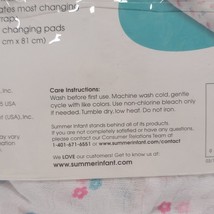 ates most changing
changing pads
cm x 81 cm)
Care Instructions:
Wash before first use. Machine wash cold, gentle
cycle with like colors. Use non-chlorine bleach only
if needed. Tumble dry, low heat. Do not iron.
Summer Infant stands behind all of its products.
If you are not completely satisfied or have any
questions, please contact our
Consumer Relations Team at
1-401-671-6551 or www.summerinfant.com/contact
We LOVE our customers. Get to know us at
www.summerinfant.com
, Inc.
USA
nt (USA), Inc.
may vary